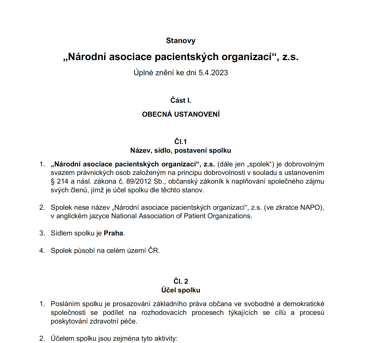 Stanovy
„Národní asociace pacientských organizací“, z.s.
Úplné znění ke dni 5.4.2023
Část I.
OBECNÁ USTANOVENÍ
Čl.1
Název, sídlo, postavení spolku
1. „Národní asociace pacientských organizací“, z.s. (dále jen „spolek“) je dobrovolným
svazem právnických osob založeným na principu dobrovolnosti v souladu s ustanovením
§ 214 a násl. zákona č. 89/2012 Sb., občanský zákoník k naplňování společného zájmu
svých členů, jímž je účel spolku dle těchto stanov.
2. Spolek nese název „Národní asociace pacientských organizací“, z.s. (ve zkratce NAPO),
v anglickém jazyce National Association of Patient Organizations.
3. Sídlem spolku je Praha.
4. Spolek působí na celém území ČR.
Čl. 2
Účel spolku
1. Posláním spolku je prosazování základního práva občana ve svobodné a demokratické
společnosti se podílet na rozhodovacích procesech týkajících se cílů a procesů
poskytování zdravotní péče.
2. Účelem spolku jsou zejména tyto aktivity: